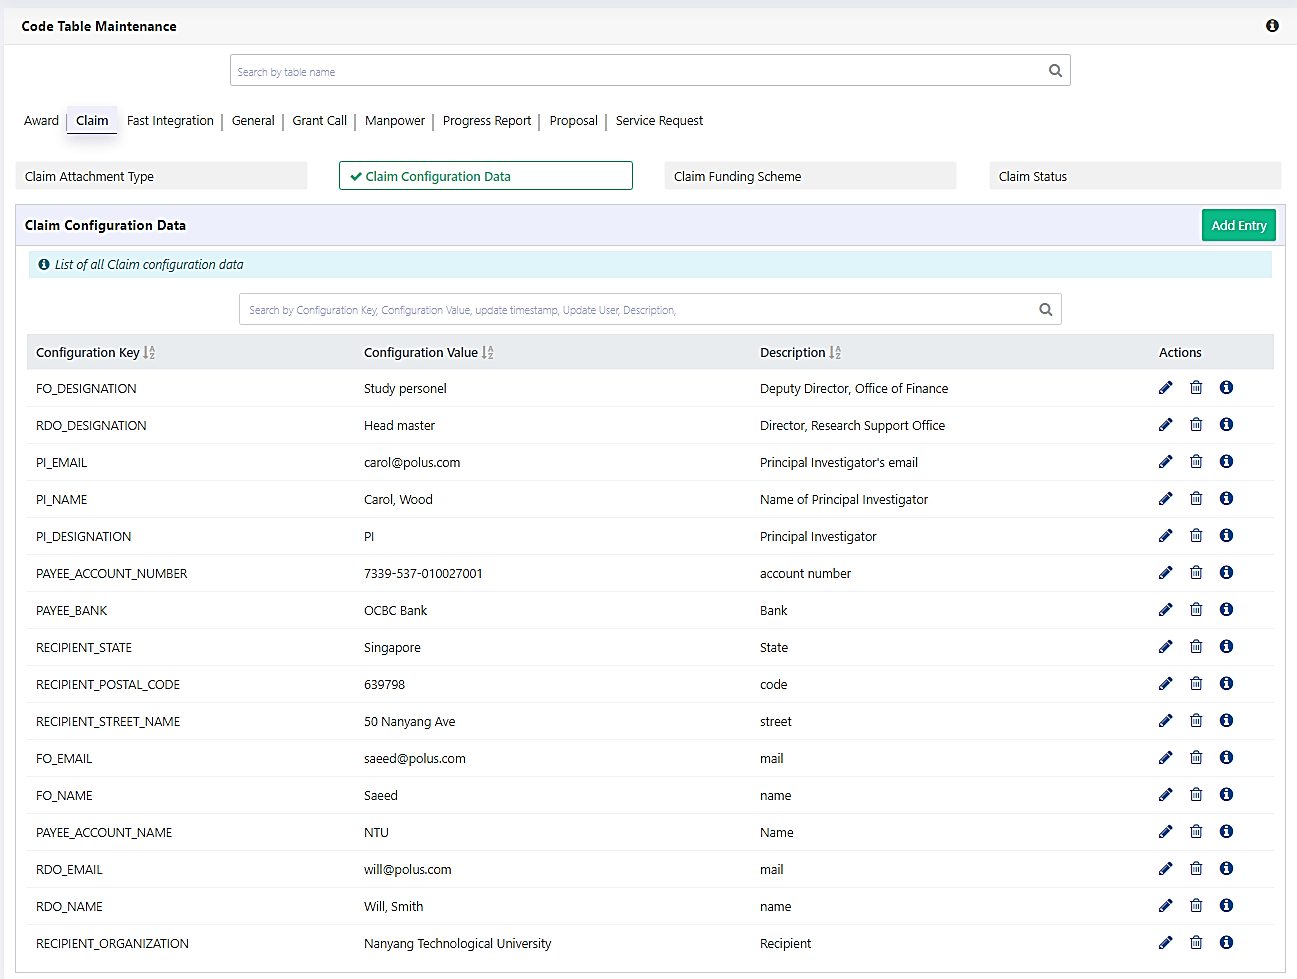 Code Table Maintenance
Search by table name
Award Claim Fast Integration General Grant Call Manpower Progress Report Proposal Service Request
Claim Attachment Type Claim Configuration Data Claim Funding Scheme Claim Status
Claim Configuration Data Add Entry
List of all Claim configuration data
Search by Configuration Key, Configuration Value, update timestamp, Update User, Description,
Configuration Key Configuration Value Description Actions
FO_DESIGNATION Study personel Deputy Director, Office of Finance
RDO_DESIGNATION Head master Director, Research Support Office
PI_EMAIL carol@polus.com Principal Investigator's email
PI_NAME Carol, Wood Name of Principal Investigator
PI_DESIGNATION PI Principal Investigator
PAYEE_ACCOUNT_NUMBER 7339-537-010027001 account number
PAYEE_BANK OCBC Bank Bank
RECIPIENT_STATE Singapore State
RECIPIENT_POSTAL_CODE 639798 code
RECIPIENT_STREET_NAME 50 Nanyang Ave street
FO_EMAIL saeed@polus.com mail
FO_NAME Saeed name
PAYEE_ACCOUNT_NAME NTU Name
RDO_EMAIL will@polus.com mail
RDO_NAME Will, Smith name
RECIPIENT_ORGANIZATION Nanyang Technological University Recipient